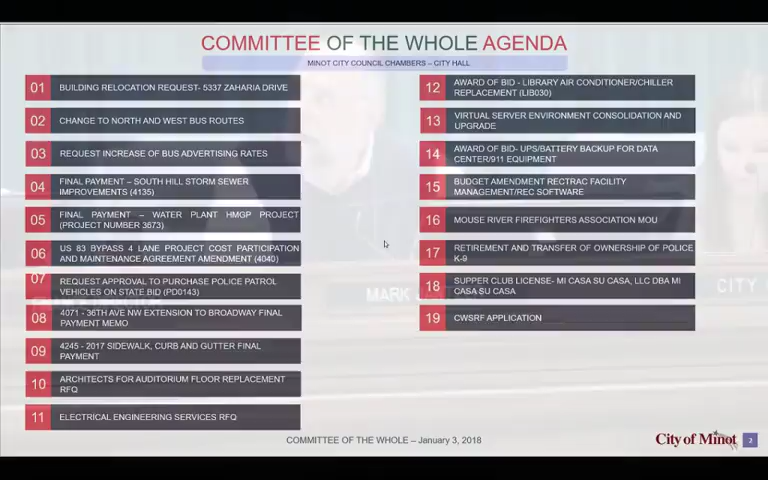 COMMITTEE OF THE WHOLE AGENDA
MINOT CITY COUNCIL CHAMBERS – CITY HALL
01 BUILDING RELOCATION REQUEST- 5337 ZAHARIA DRIVE
02 CHANGE TO NORTH AND WEST BUS ROUTES
03 REQUEST INCREASE OF BUS ADVERTISING RATES
04 FINAL PAYMENT – SOUTH HILL STORM SEWER
IMPROVEMENTS (4135)
05 FINAL PAYMENT – WATER PLANT HMGP PROJECT
(PROJECT NUMBER 3673)
06 US 83 BYPASS 4 LANE PROJECT COST PARTICIPATION
AND MAINTENANCE AGREEMENT AMENDMENT (4040)
07 REQUEST APPROVAL TO PURCHASE POLICE PATROL
VEHICLES ON STATE BID (PD0143)
08 4071 - 36TH AVE NW EXTENSION TO BROADWAY FINAL
PAYMENT MEMO
09 4245 - 2017 SIDEWALK, CURB AND GUTTER FINAL
PAYMENT
10 ARCHITECTS FOR AUDITORIUM FLOOR REPLACEMENT
RFQ
11 ELECTRICAL ENGINEERING SERVICES RFQ
12 AWARD OF BID - LIBRARY AIR CONDITIONER/CHILLER
REPLACEMENT (LIB030)
13 VIRTUAL SERVER ENVIRONMENT CONSOLIDATION AND
UPGRADE
14 AWARD OF BID- UPS/BATTERY BACKUP FOR DATA
CENTER/911 EQUIPMENT
15 BUDGET AMENDMENT RECTRAC FACILITY
MANAGEMENT/REC SOFTWARE
16 MOUSE RIVER FIREFIGHTERS ASSOCIATION MOU
17 RETIREMENT AND TRANSFER OF OWNERSHIP OF POLICE
K-9
18 SUPPER CLUB LICENSE- MI CASA SU CASA, LLC DBA MI
CASA SU CASA
19 CWSRF APPLICATION
MARK
CITY
COMMITTEE OF THE WHOLE – January 3, 2018
City of Minot
2